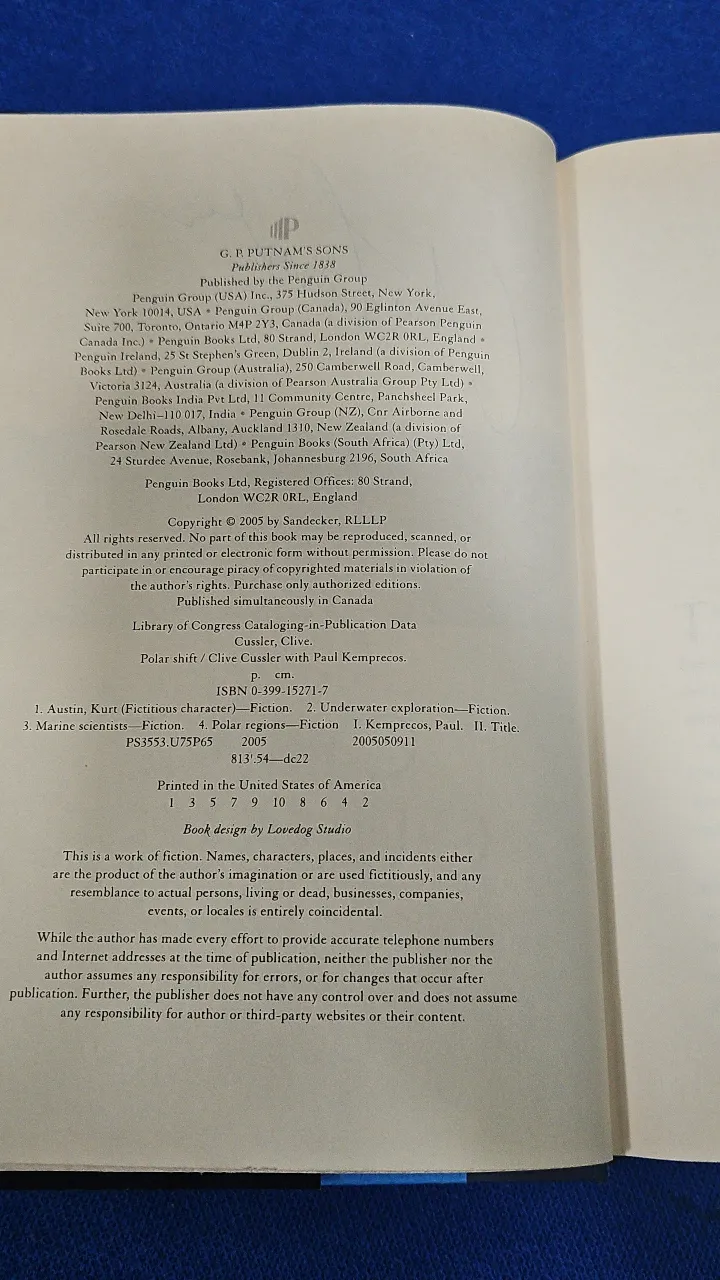 G. P. PUTNAM'S SONS
Publishers Since 1838
Published by the Penguin Group
Penguin Group (USA) Inc., 375 Hudson Street, New York,
New York 10014, USA • Penguin Group (Canada), 90 Eglinton Avenue East,
Suite 700, Toronto, Ontario M4P 2Y3, Canada (a division of Pearson Penguin
Canada Inc.) • Penguin Books Ltd, 80 Strand, London WC2R 0RL, England •
Penguin Ireland, 25 St Stephen's Green, Dublin 2, Ireland (a division of Penguin
Books Ltd) • Penguin Group (Australia), 250 Camberwell Road, Camberwell,
Victoria 3124, Australia (a division of Pearson Australia Group Pty Ltd) •
Penguin Books India Pvt Ltd, 11 Community Centre, Panchsheel Park,
New Delhi–110 017, India • Penguin Group (NZ), Cnr Airborne and
Rosedale Roads, Albany, Auckland 1310, New Zealand (a division of
Pearson New Zealand Ltd) • Penguin Books (South Africa) (Pty) Ltd,
24 Sturdee Avenue, Rosebank, Johannesburg 2196, South Africa
Penguin Books Ltd, Registered Offices: 80 Strand,
London WC2R 0RL, England
Copyright © 2005 by Sandecker, RLLLP
All rights reserved. No part of this book may be reproduced, scanned, or
distributed in any printed or electronic form without permission. Please do not
participate in or encourage piracy of copyrighted materials in violation of
the author's rights. Purchase only authorized editions.
Published simultaneously in Canada
Library of Congress Cataloging-in-Publication Data
Cussler, Clive.
Polar shift / Clive Cussler with Paul Kemprecos.
p. cm.
ISBN 0-399-15271-7
1. Austin, Kurt (Fictitious character)—Fiction. 2. Underwater exploration—Fiction.
3. Marine scientists—Fiction. 4. Polar regions—Fiction I. Kemprecos, Paul. II. Title.
PS3553.U75P65 2005 2005050911
813'.54—dc22
Printed in the United States of America
1 3 5 7 9 10 8 6 4 2
Book design by Lovedog Studio
This is a work of fiction. Names, characters, places, and incidents either
are the product of the author's imagination or are used fictitiously, and any
resemblance to actual persons, living or dead, businesses, companies,
events, or locales is entirely coincidental.
While the author has made every effort to provide accurate telephone numbers
and Internet addresses at the time of publication, neither the publisher nor the
author assumes any responsibility for errors, or for changes that occur after
publication. Further, the publisher does not have any control over and does not assume
any responsibility for author or third-party websites or their content.